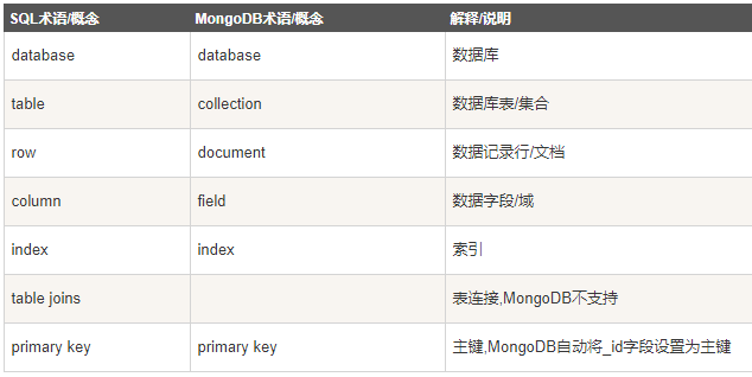 SQL术语/概念 MongoDB术语/概念 解释/说明
database database 数据库
table collection 数据库表/集合
row document 数据记录行/文档
column field 数据字段/域
index index 索引
table joins 表连接,MongoDB不支持
primary key primary key 主键,MongoDB自动将_id字段设置为主键